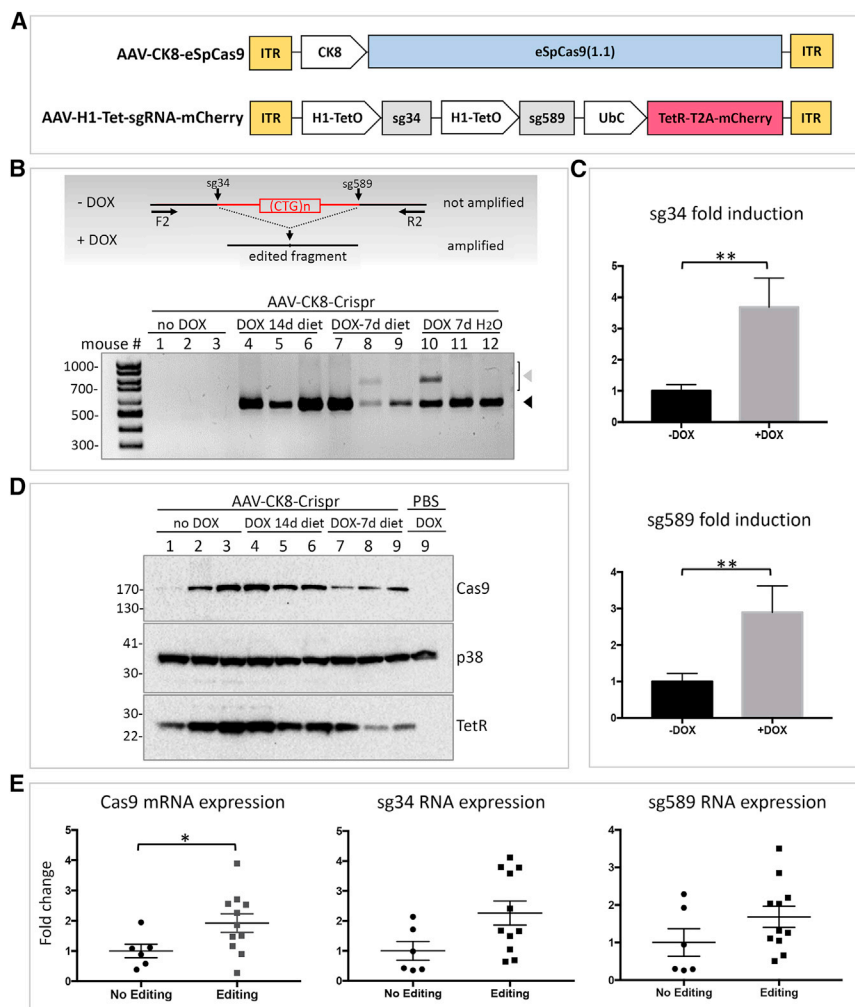 A
AAV-CK8-eSpCas9 ITR CK8 eSpCas9(1.1) ITR
AAV-H1-Tet-sgRNA-mCherry ITR H1-TetO sg34 H1-TetO sg589 UbC TetR-T2A-mCherry ITR
B
sg34 sg589
- DOX (CTG)n not amplified
F2 R2
+ DOX amplified
edited fragment
AAV-CK8-Crispr
no DOX DOX 14d diet DOX-7d diet DOX 7d H2O
mouse # 1 2 3 4 5 6 7 8 9 10 11 12
1000-
700-
500-
300-
C
sg34 fold induction
**
5
4
3
2
1
0
-DOX +DOX
sg589 fold induction
**
4
3
2
1
0
-DOX +DOX
D
AAV-CK8-Crispr PBS
no DOX DOX 14d diet DOX-7d diet DOX
1 2 3 4 5 6 7 8 9 9
170- Cas9
130-
41-
p38
30-
30- TetR
22-
E
Cas9 mRNA expression
*
Fold change
5
4
3
2
1
0
No Editing Editing
sg34 RNA expression
5
4
3
2
1
0
No Editing Editing
sg589 RNA expression
4
3
2
1
0
No Editing Editing